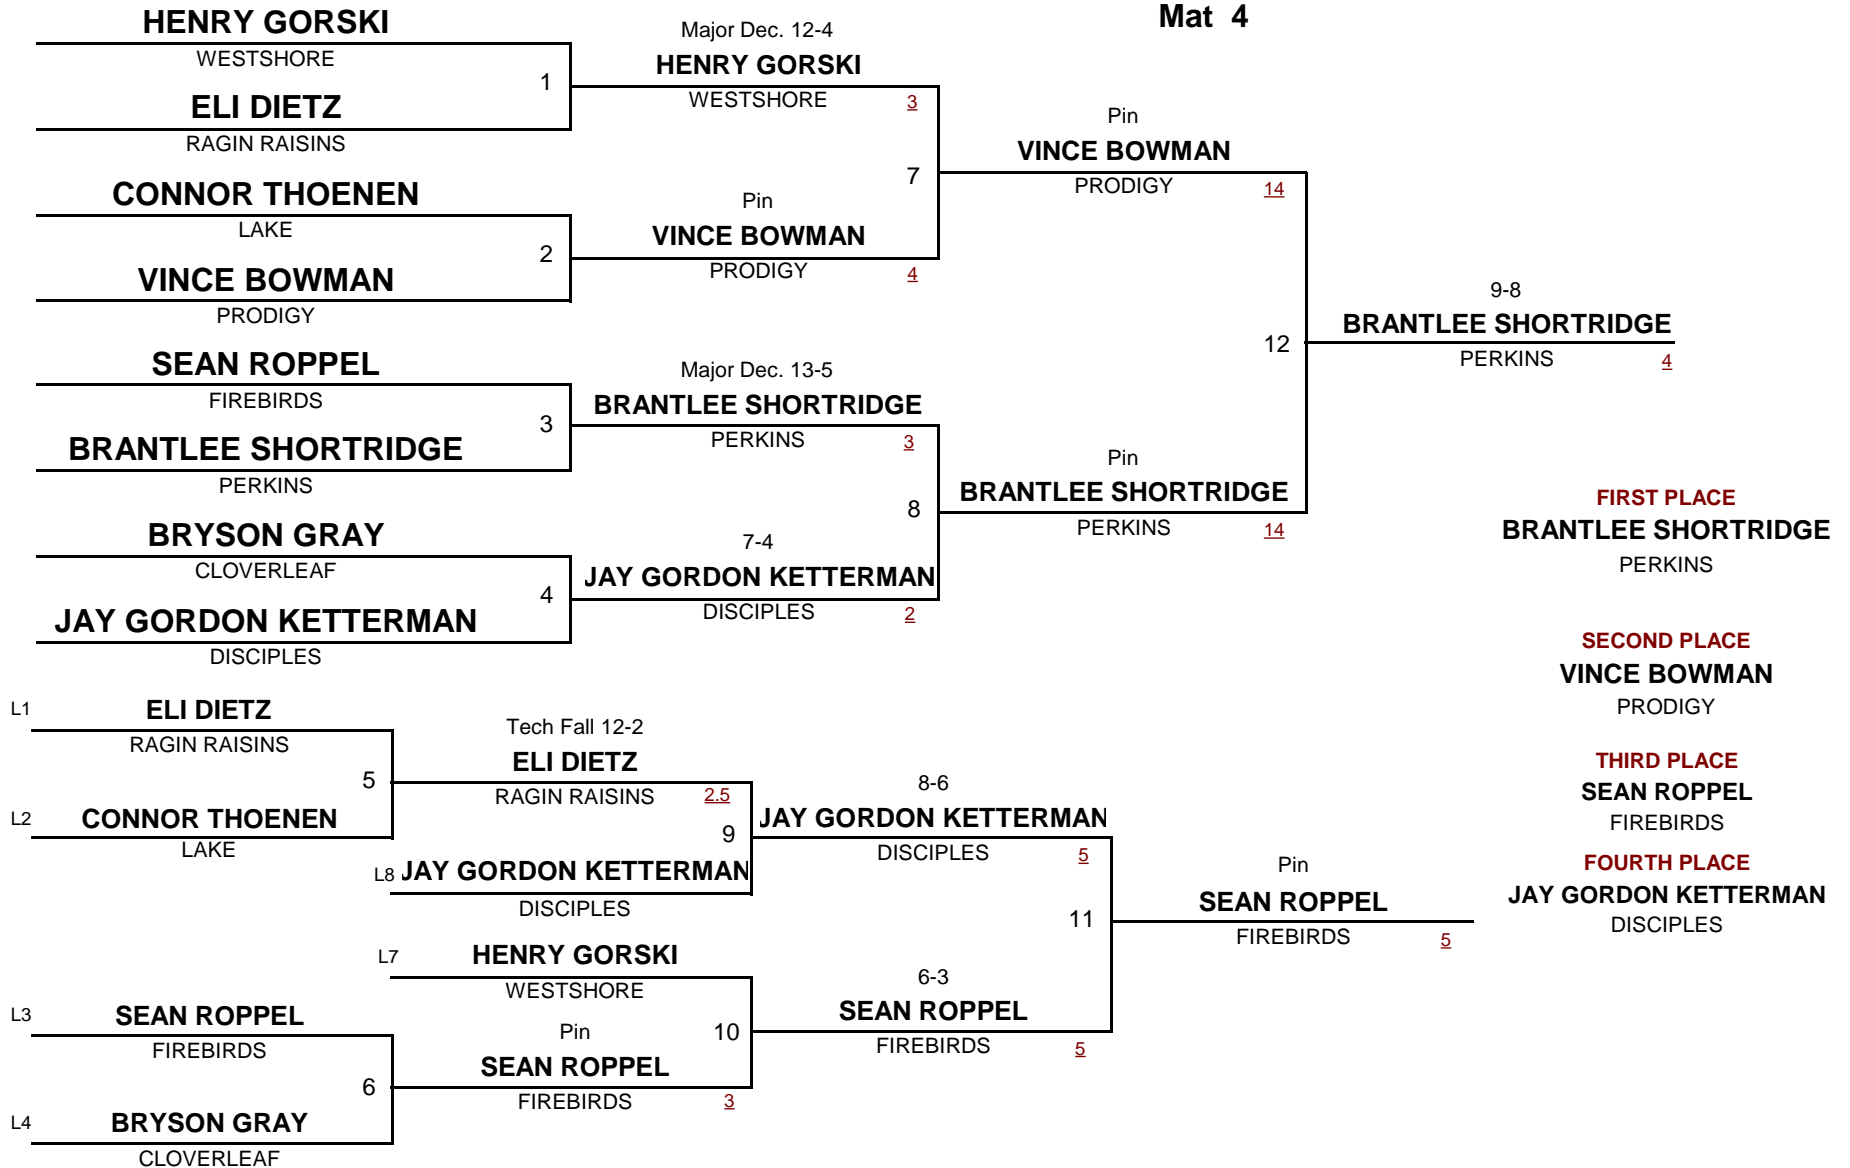 Mat 4
HENRY GORSKI
WESTSHORE
1
ELI DIETZ
RAGIN RAISINS
CONNOR THOENEN
LAKE
2
VINCE BOWMAN
PRODIGY
SEAN ROPPEL
FIREBIRDS
3
BRANTLEE SHORTRIDGE
PERKINS
BRYSON GRAY
CLOVERLEAF
4
JAY GORDON KETTERMAN
DISCIPLES
Major Dec. 12-4
HENRY GORSKI
WESTSHORE 3
7
Pin
VINCE BOWMAN
PRODIGY 4
Major Dec. 13-5
BRANTLEE SHORTRIDGE
PERKINS 3
8
7-4
JAY GORDON KETTERMAN
DISCIPLES 2
Pin
VINCE BOWMAN
PRODIGY 14
12
Pin
BRANTLEE SHORTRIDGE
PERKINS 14
9-8
BRANTLEE SHORTRIDGE
PERKINS 4
L1 ELI DIETZ
RAGIN RAISINS
5
L2 CONNOR THOENEN
LAKE
L3 SEAN ROPPEL
FIREBIRDS
6
L4 BRYSON GRAY
CLOVERLEAF
Tech Fall 12-2
ELI DIETZ
RAGIN RAISINS 2.5
9
L8 JAY GORDON KETTERMAN
DISCIPLES
L7 HENRY GORSKI
WESTSHORE
10
Pin
SEAN ROPPEL
FIREBIRDS 3
8-6
JAY GORDON KETTERMAN
DISCIPLES 5
11
6-3
SEAN ROPPEL
FIREBIRDS 5
Pin
SEAN ROPPEL
FIREBIRDS 5
FIRST PLACE
BRANTLEE SHORTRIDGE
PERKINS
SECOND PLACE
VINCE BOWMAN
PRODIGY
THIRD PLACE
SEAN ROPPEL
FIREBIRDS
FOURTH PLACE
JAY GORDON KETTERMAN
DISCIPLES